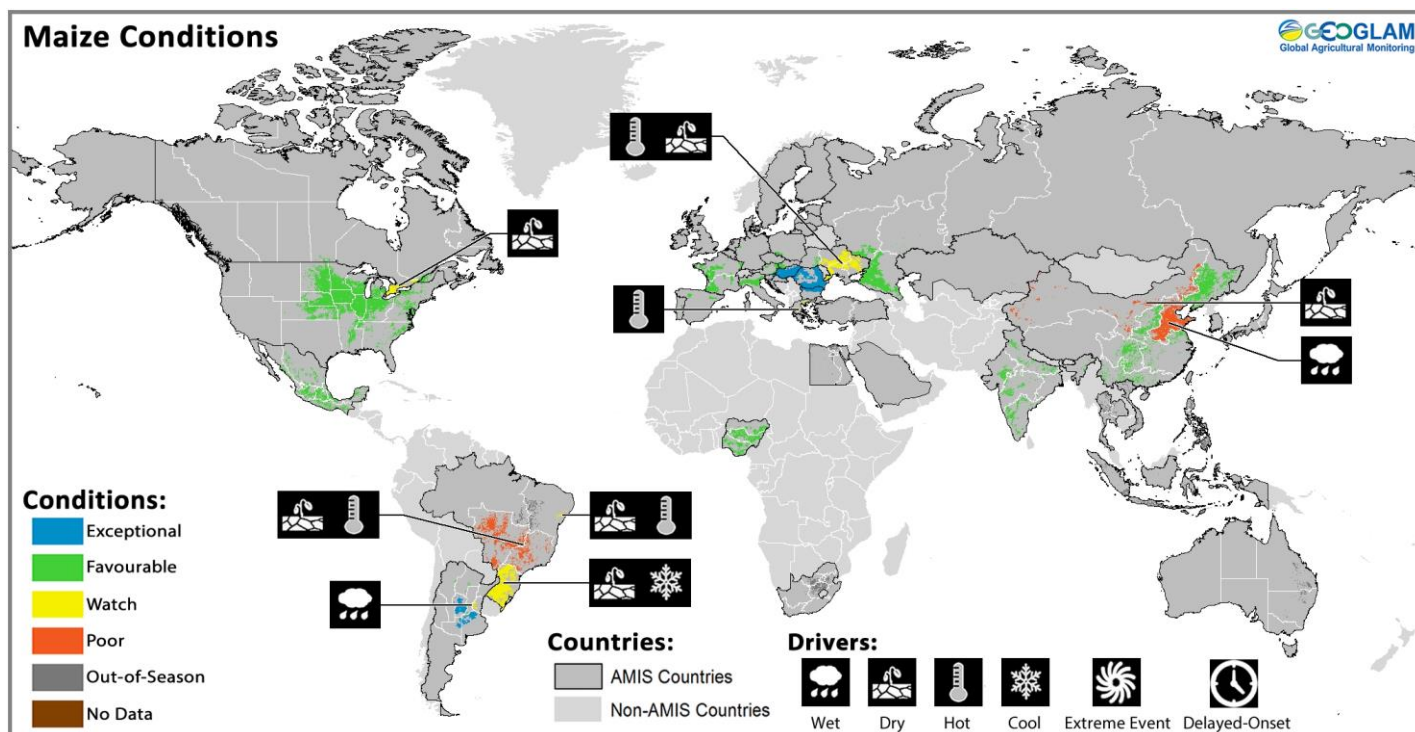 Maize Conditions
GEOGLAM
Global Agricultural Monitoring
Conditions:
Exceptional
Favourable
Watch
Poor
Out-of-Season
No Data
Countries:
AMIS Countries
Non-AMIS Countries
Drivers:
Wet
Dry
Hot
Cool
Extreme Event
Delayed-Onset